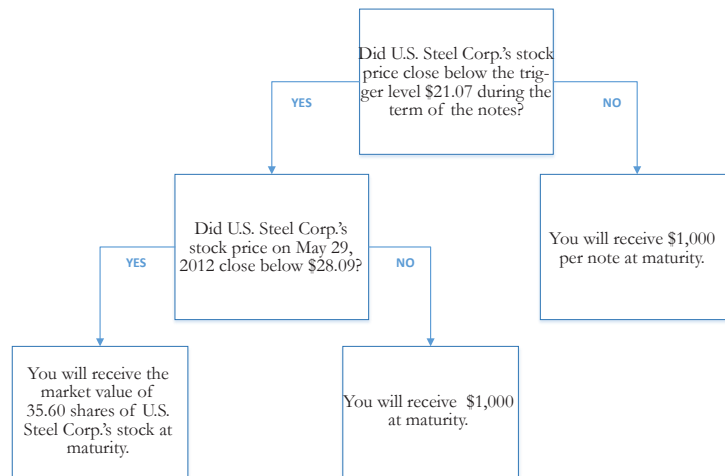 Did U.S. Steel Corp.'s stock
price close below the trig-
ger level $21.07 during the
term of the notes?
YES
NO
Did U.S. Steel Corp.'s
stock price on May 29,
2012 close below $28.09?
You will receive $1,000
per note at maturity.
YES
NO
You will receive the
market value of
35.60 shares of U.S.
Steel Corp.'s stock at
maturity.
You will receive  $1,000
at maturity.